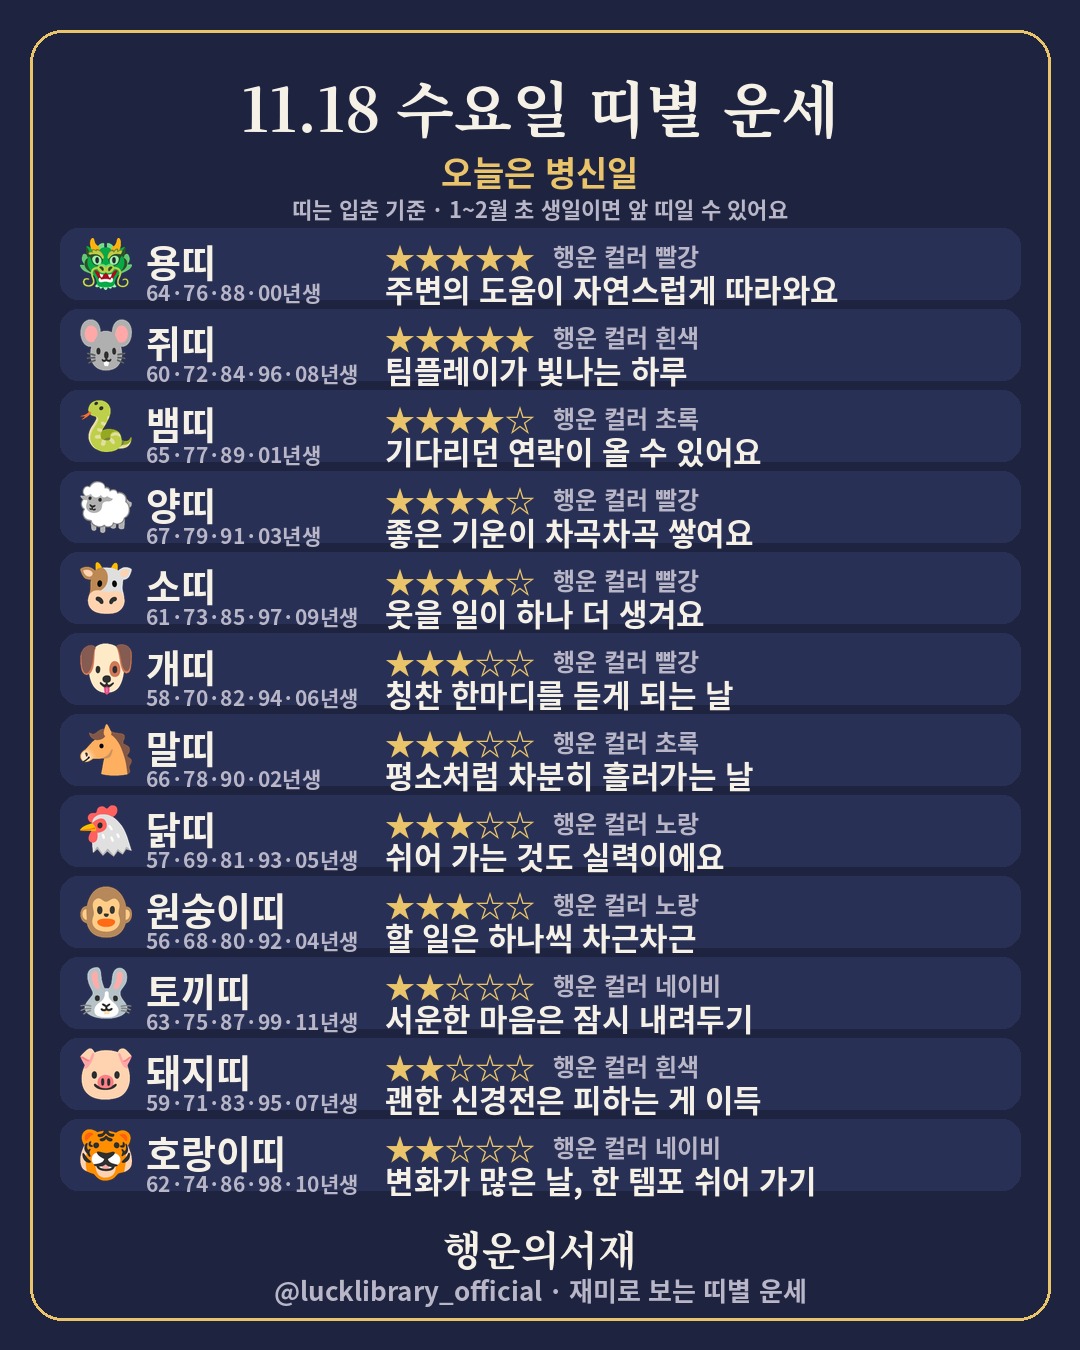 11.18 수요일 띠별 운세
오늘은 병신일
띠는 입춘 기준 · 1~2월 초 생일이면 앞 띠일 수 있어요
용띠 ★★★★★ 행운 컬러 빨강
64·76·88·00년생 주변의 도움이 자연스럽게 따라와요
쥐띠 ★★★★★ 행운 컬러 흰색
60·72·84·96·08년생 팀플레이가 빛나는 하루
뱀띠 ★★★★☆ 행운 컬러 초록
65·77·89·01년생 기다리던 연락이 올 수 있어요
양띠 ★★★★☆ 행운 컬러 빨강
67·79·91·03년생 좋은 기운이 차곡차곡 쌓여요
소띠 ★★★★☆ 행운 컬러 빨강
61·73·85·97·09년생 웃을 일이 하나 더 생겨요
개띠 ★★★☆☆ 행운 컬러 빨강
58·70·82·94·06년생 칭찬 한마디를 듣게 되는 날
말띠 ★★★☆☆ 행운 컬러 초록
66·78·90·02년생 평소처럼 차분히 흘러가는 날
닭띠 ★★★☆☆ 행운 컬러 노랑
57·69·81·93·05년생 쉬어 가는 것도 실력이에요
원숭이띠 ★★★☆☆ 행운 컬러 노랑
56·68·80·92·04년생 할 일은 하나씩 차근차근
토끼띠 ★★☆☆☆ 행운 컬러 네이비
63·75·87·99·11년생 서운한 마음은 잠시 내려두기
돼지띠 ★★☆☆☆ 행운 컬러 흰색
59·71·83·95·07년생 괜한 신경전은 피하는 게 이득
호랑이띠 ★★☆☆☆ 행운 컬러 네이비
62·74·86·98·10년생 변화가 많은 날, 한 템포 쉬어 가기
행운의서재
@lucklibrary_official · 재미로 보는 띠별 운세